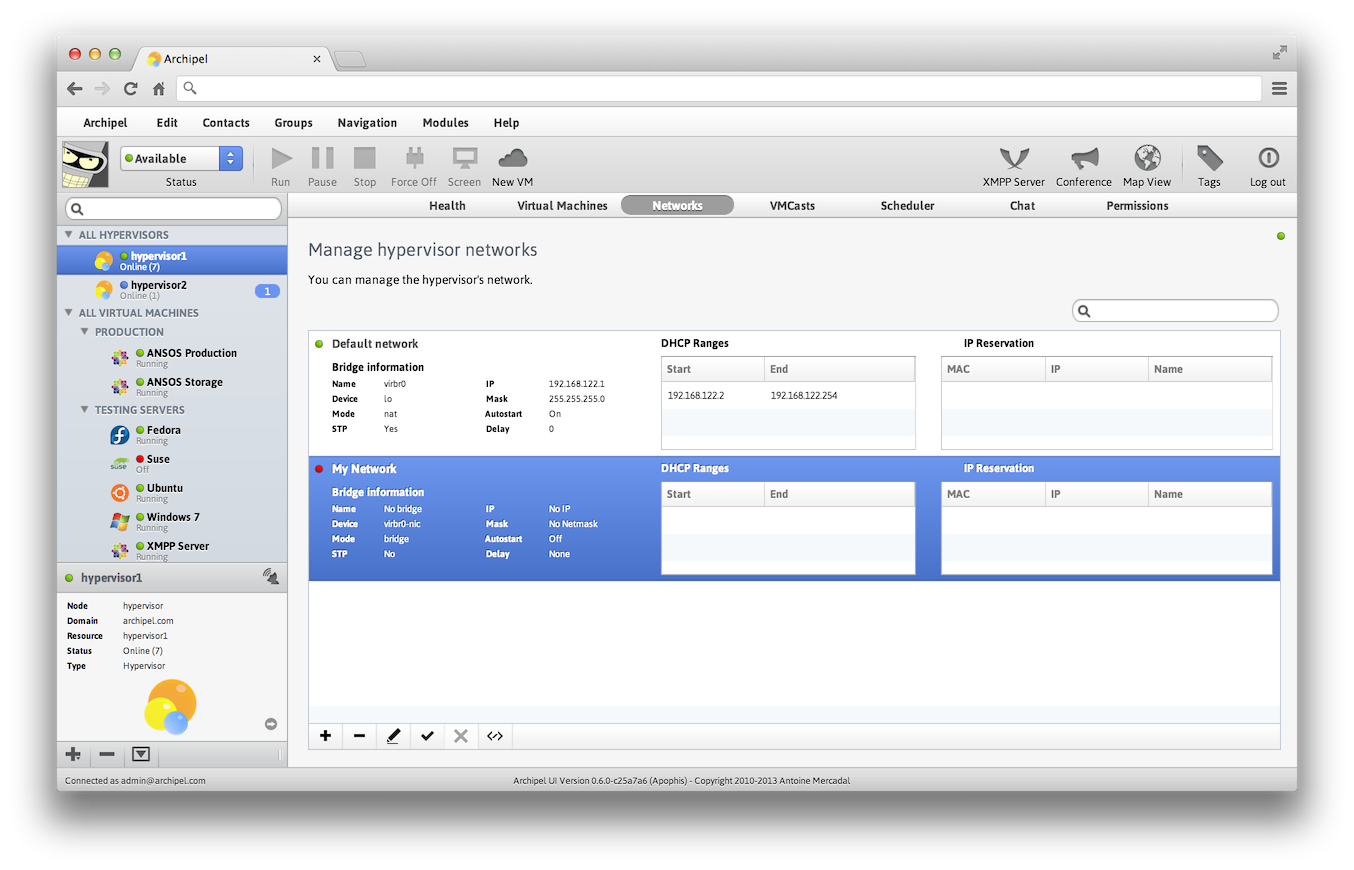 Archipel
Archipel Edit Contacts Groups Navigation Modules Help
Available
Status
Run Pause Stop Force Off Screen New VM
XMPP Server Conference Map View Tags Log out
Health Virtual Machines Networks VMCasts Scheduler Chat Permissions
ALL HYPERVISORS
hypervisor1
Online (7)
hypervisor2
Online (1)
1
ALL VIRTUAL MACHINES
PRODUCTION
ANSOS Production
Running
ANSOS Storage
Running
TESTING SERVERS
Fedora
Running
suse
Suse
Off
Ubuntu
Running
Windows 7
Running
XMPP Server
Running
hypervisor1
Node hypervisor
Domain archipel.com
Resource hypervisor1
Status Online (7)
Type Hypervisor
Manage hypervisor networks
You can manage the hypervisor's network.
Default network DHCP Ranges IP Reservation
Bridge information Start End MAC IP Name
Name virbr0 IP 192.168.122.1
Device lo Mask 255.255.255.0 192.168.122.2 192.168.122.254
Mode nat Autostart On
STP Yes Delay 0
My Network DHCP Ranges IP Reservation
Bridge information Start End MAC IP Name
Name No bridge IP No IP
Device virbr0-nic Mask No Netmask
Mode bridge Autostart Off
STP No Delay None
Connected as admin@archipel.com
Archipel UI Version 0.6.0-c25a7a6 (Apophis) - Copyright 2010-2013 Antoine Mercadal